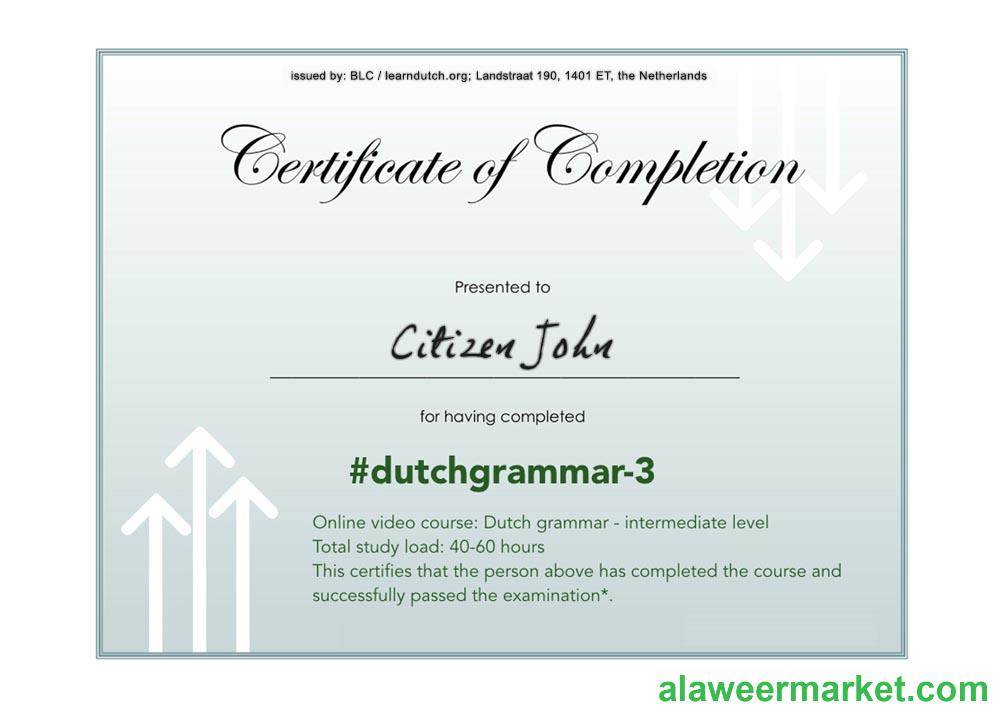 issued by: BLC / learndutch.org; Landstraat 190, 1401 ET, the Netherlands
Certificate of Completion
Presented to
Citizen John
for having completed
#dutchgrammar-3
Online video course: Dutch grammar - intermediate level
Total study load: 40-60 hours
This certifies that the person above has completed the course and
successfully passed the examination*.
alaweermarket.com